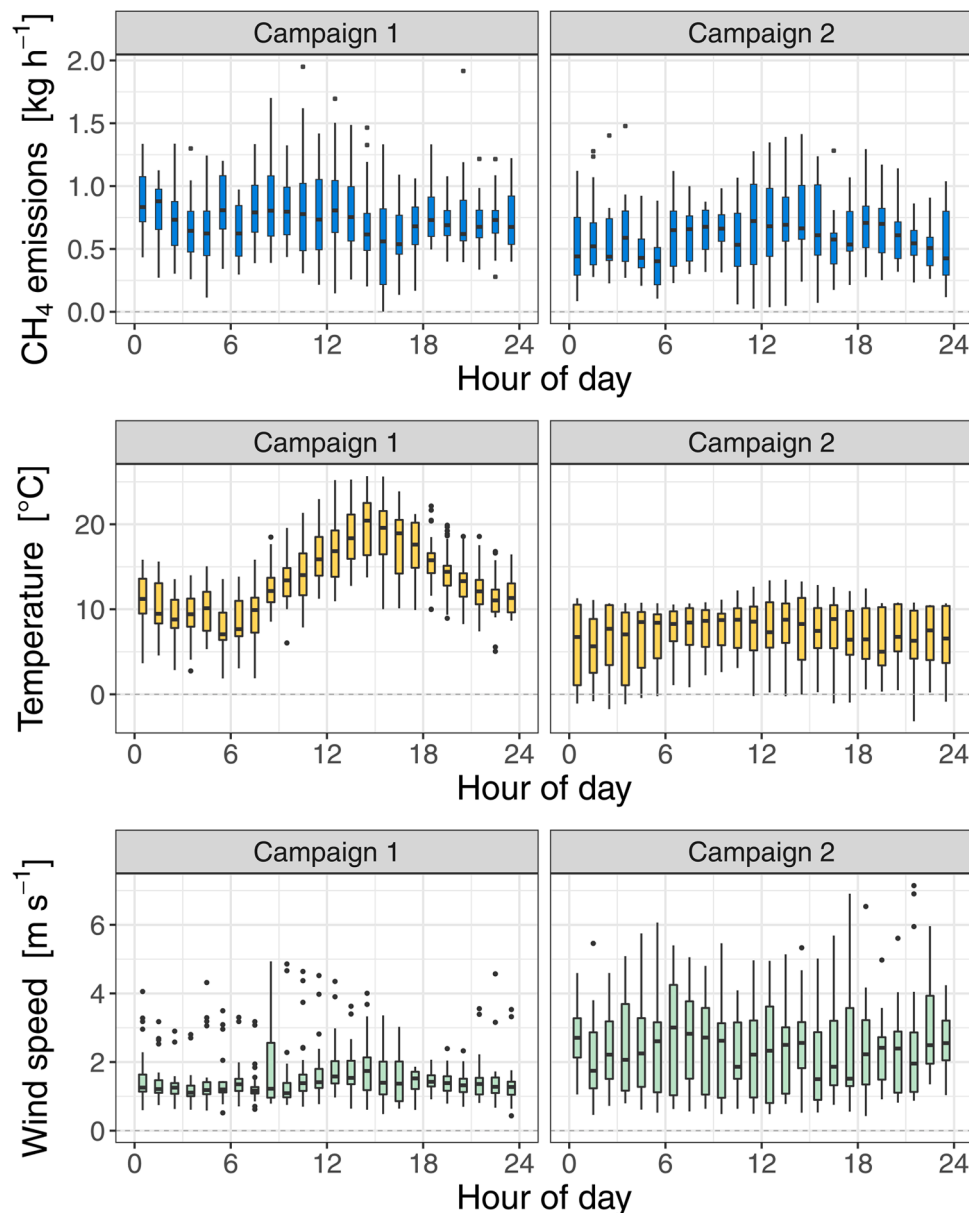 Campaign 1 Campaign 2
CH₄ emissions [kg h⁻¹]
2.0
1.5
1.0
0.5
0.0
0 6 12 18 24 0 6 12 18 24
Hour of day
Campaign 1 Campaign 2
Temperature [°C]
20
10
0
0 6 12 18 24 0 6 12 18 24
Hour of day
Campaign 1 Campaign 2
Wind speed [m s⁻¹]
6
4
2
0
0 6 12 18 24 0 6 12 18 24
Hour of day